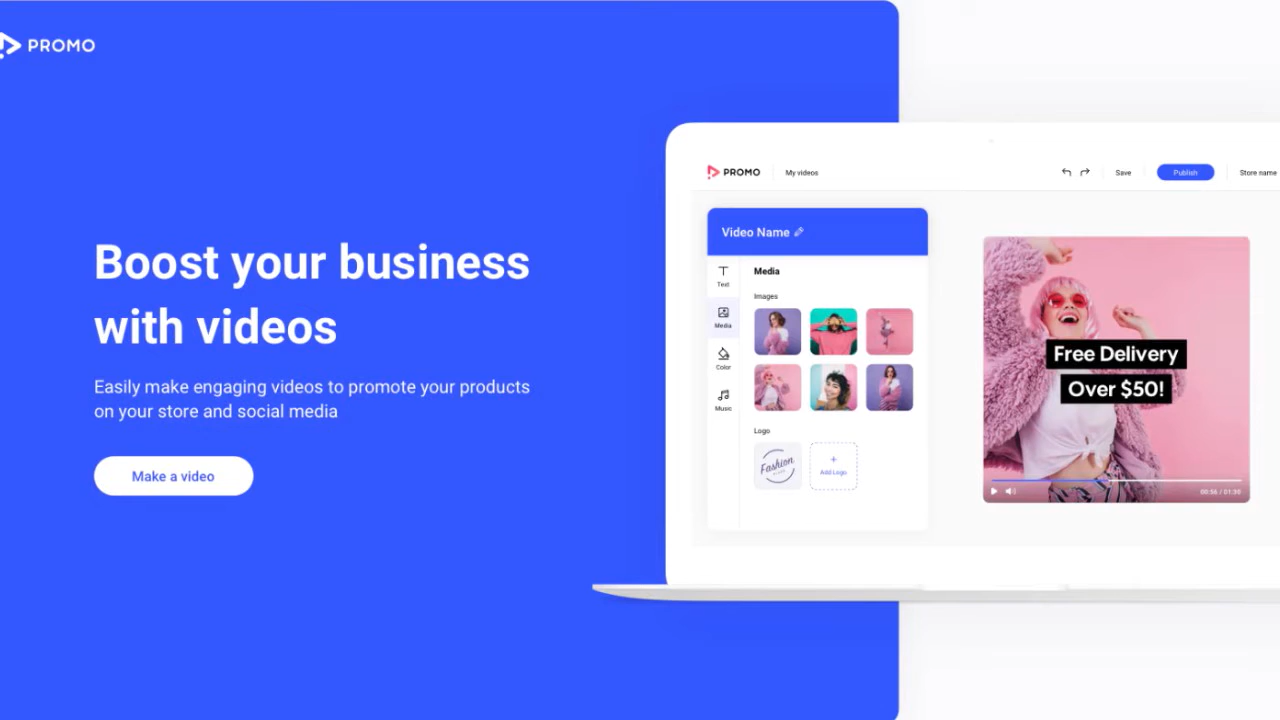 PROMO
Boost your business
with videos
Easily make engaging videos to promote your products
on your store and social media
Make a video
PROMO
My videos
Save
Publish
Store name
Video Name
Text
Media
Color
Music
Media
Images
Logo
Fashion
+
Add Logo
Free Delivery
Over $50!
00:56 / 01:30